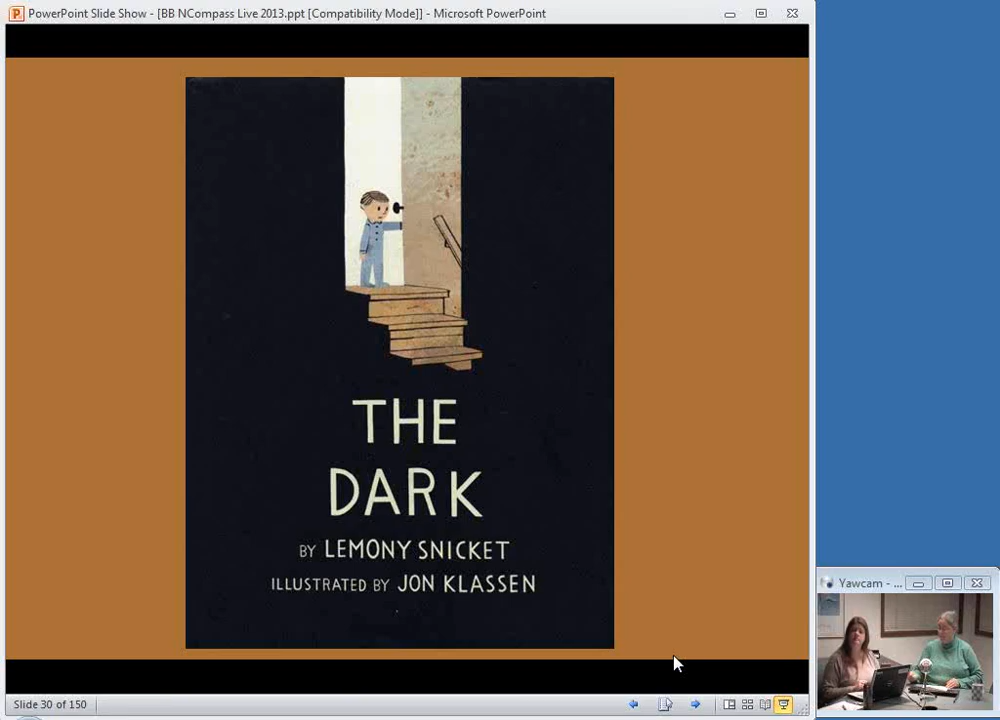 PowerPoint Slide Show - [BB NCompass Live 2013.ppt [Compatibility Mode]] - Microsoft PowerPoint
THE
DARK
BY LEMONY SNICKET
ILLUSTRATED BY JON KLASSEN
Yawcam - ...
Slide 30 of 150